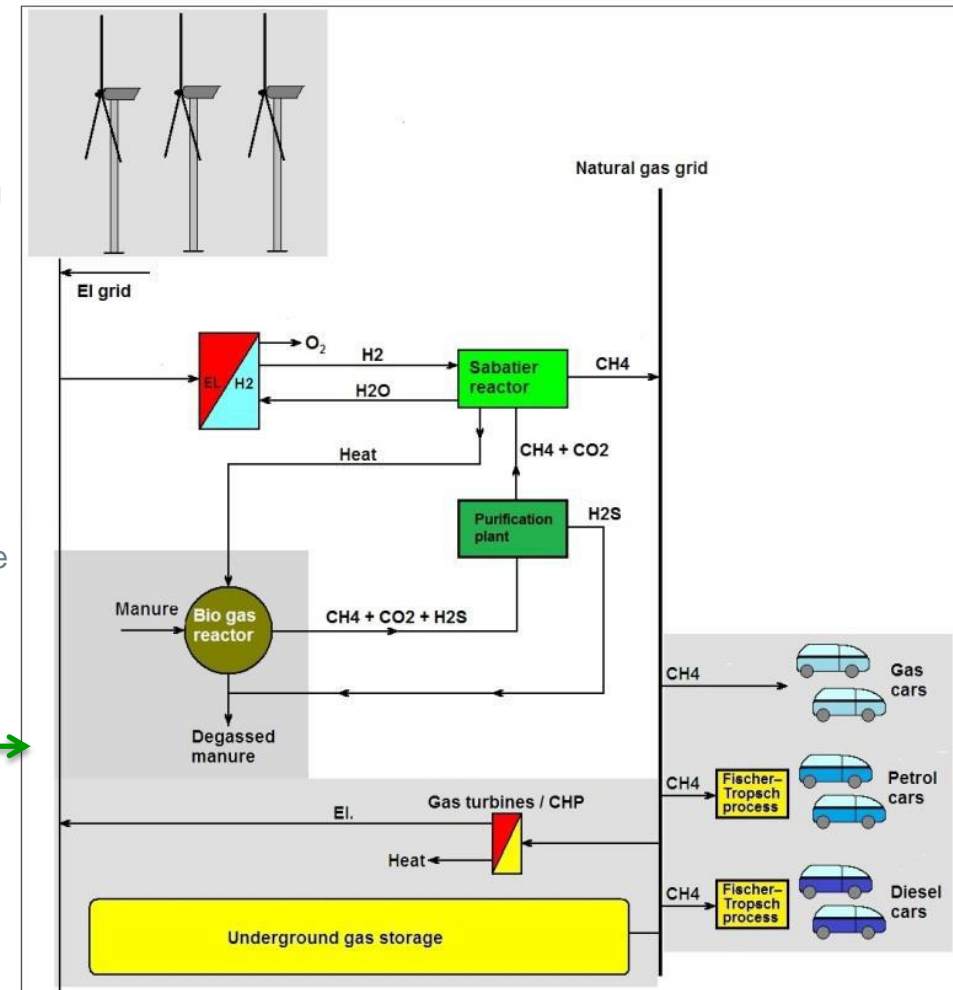 Natural gas grid
El grid
O2
H2
EL
H2
H2O
Sabatier
reactor
CH4
Heat
CH4 + CO2
Purification
plant
H2S
Manure
Bio gas
reactor
CH4 + CO2 + H2S
Degassed
manure
CH4
Gas
cars
CH4
Fischer–
Tropsch
process
Petrol
cars
Gas turbines / CHP
El.
Heat
CH4
Fischer–
Tropsch
process
Diesel
cars
Underground gas storage